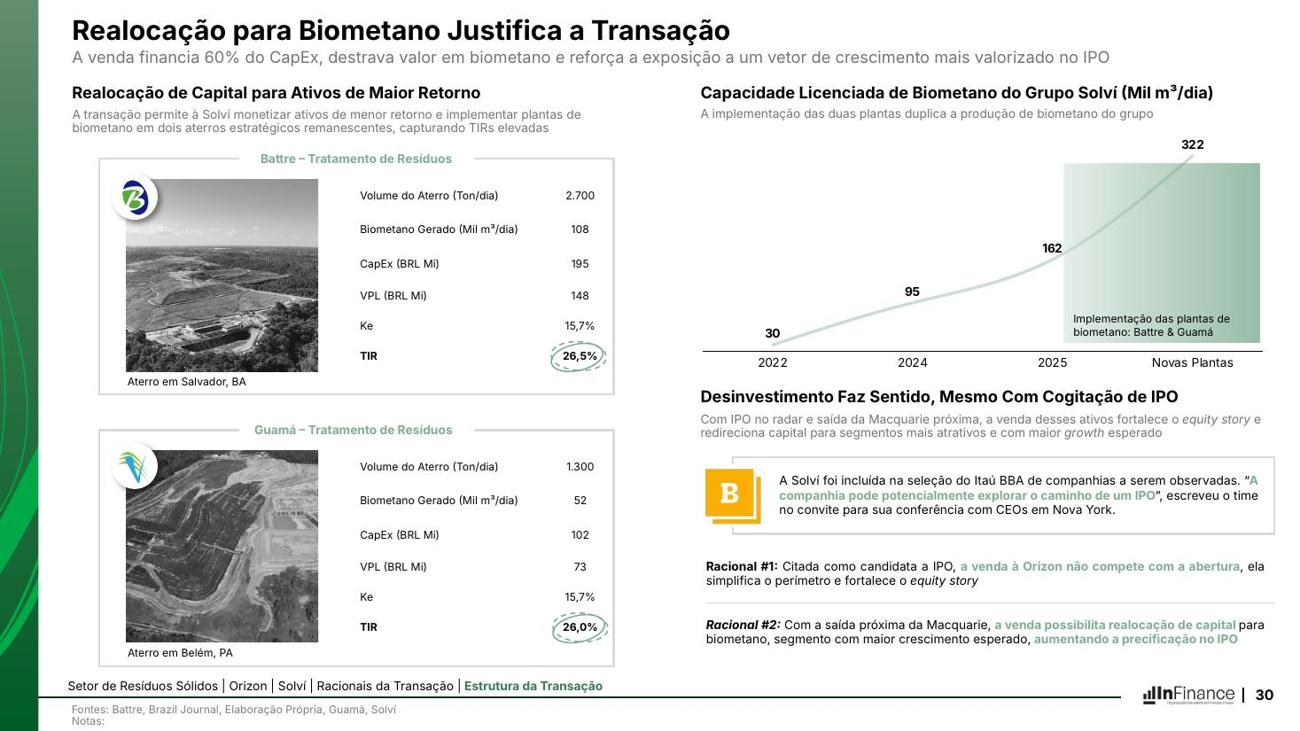 Realocação para Biometano Justifica a Transação
A venda financia 60% do CapEx, destrava valor em biometano e reforça a exposição a um vetor de crescimento mais valorizado no IPO
Realocação de Capital para Ativos de Maior Retorno
A transação permite à Solví monetizar ativos de menor retorno e implementar plantas de
biometano em dois aterros estratégicos remanescentes, capturando TIRs elevadas
Battre – Tratamento de Resíduos
Volume do Aterro (Ton/dia) 2.700
Biometano Gerado (Mil m³/dia) 108
CapEx (BRL Mi) 195
VPL (BRL Mi) 148
Ke 15,7%
TIR 26,5%
Aterro em Salvador, BA
Guamá – Tratamento de Resíduos
Volume do Aterro (Ton/dia) 1.300
Biometano Gerado (Mil m³/dia) 52
CapEx (BRL Mi) 102
VPL (BRL Mi) 73
Ke 15,7%
TIR 26,0%
Aterro em Belém, PA
Capacidade Licenciada de Biometano do Grupo Solví (Mil m³/dia)
A implementação das duas plantas duplica a produção de biometano do grupo
322
162
95
30
Implementação das plantas de
biometano: Battre & Guamá
2022 2024 2025 Novas Plantas
Desinvestimento Faz Sentido, Mesmo Com Cogitação de IPO
Com IPO no radar e saída da Macquarie próxima, a venda desses ativos fortalece o equity story e
redireciona capital para segmentos mais atrativos e com maior growth esperado
B
A Solví foi incluída na seleção do Itaú BBA de companhias a serem observadas. “A
companhia pode potencialmente explorar o caminho de um IPO”, escreveu o time
no convite para sua conferência com CEOs em Nova York.
Racional #1: Citada como candidata a IPO, a venda à Orizon não compete com a abertura, ela
simplifica o perímetro e fortalece o equity story
Racional #2: Com a saída próxima da Macquarie, a venda possibilita realocação de capital para
biometano, segmento com maior crescimento esperado, aumentando a precificação no IPO
Setor de Resíduos Sólidos | Orizon | Solví | Racionais da Transação | Estrutura da Transação
InFinance | 30
Fontes: Battre, Brazil Journal, Elaboração Própria, Guamá, Solví
Notas: